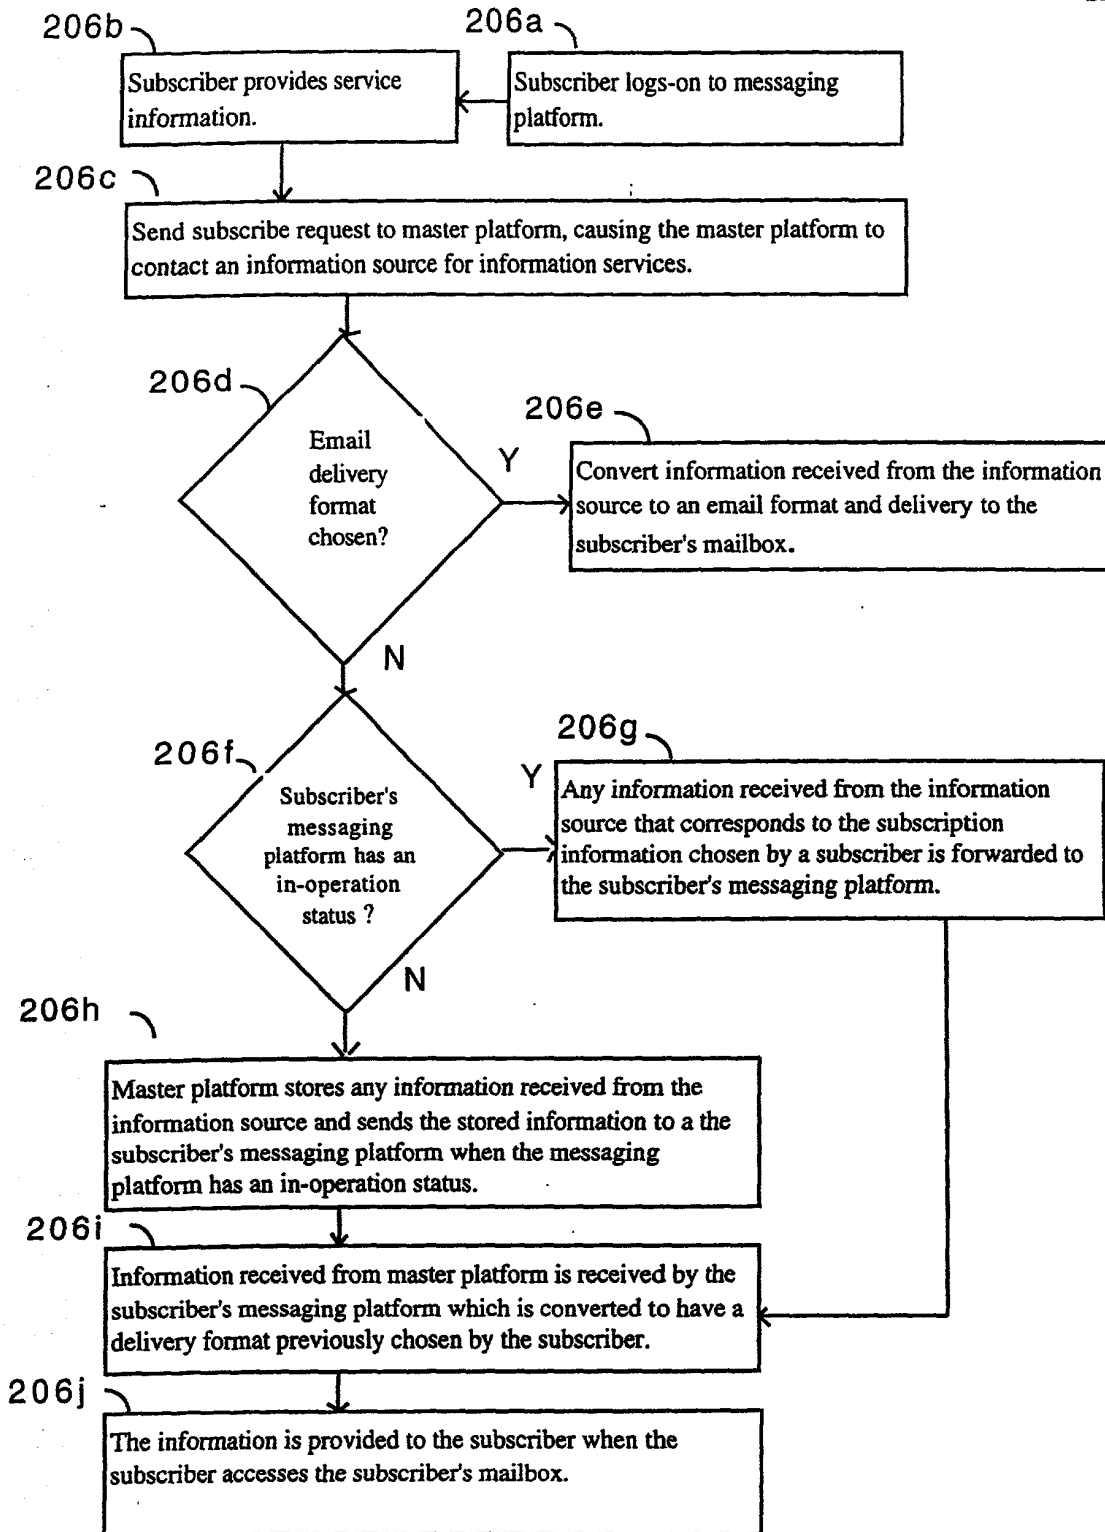 206b
206a
Subscriber provides service
information.
Subscriber logs-on to messaging
platform.
206c
Send subscribe request to master platform, causing the master platform to
contact an information source for information services.
206d
Email
delivery
format
chosen?
Y
206e
Convert information received from the information
source to an email format and delivery to the
subscriber's mailbox.
N
206f
Subscriber's
messaging
platform has an
in-operation
status ?
Y
206g
Any information received from the information
source that corresponds to the subscription
information chosen by a subscriber is forwarded to
the subscriber's messaging platform.
N
206h
Master platform stores any information received from the
information source and sends the stored information to a the
subscriber's messaging platform when the messaging
platform has an in-operation status.
206i
Information received from master platform is received by the
subscriber's messaging platform which is converted to have a
delivery format previously chosen by the subscriber.
206j
The information is provided to the subscriber when the
subscriber accesses the subscriber's mailbox.